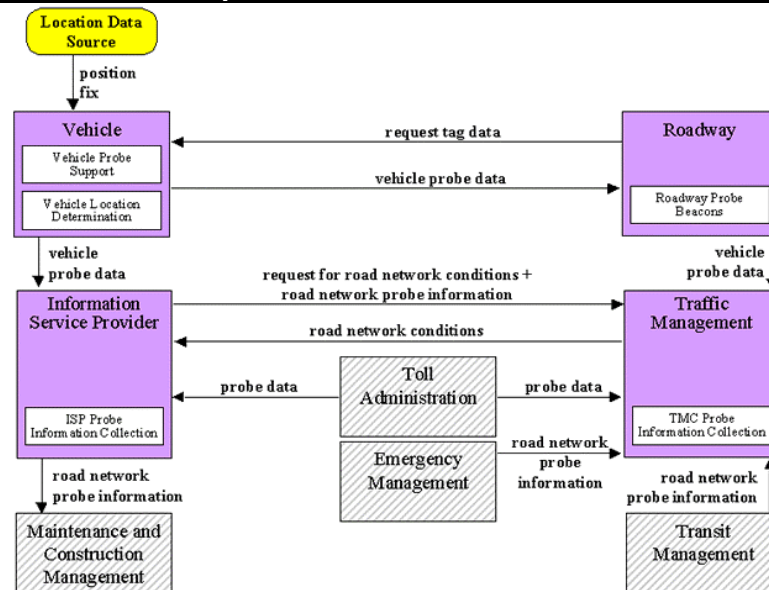 Location Data
Source
position
fix
Vehicle
Vehicle Probe
Support
Vehicle Location
Determination
request tag data
vehicle probe data
Roadway
Roadway Probe
Beacons
vehicle
probe data
vehicle
probe data
request for road network conditions +
road network probe information
Information
Service Provider
ISP Probe
Information Collection
road network conditions
Traffic
Management
TMC Probe
Information Collection
probe data
Toll
Administration
probe data
Emergency
Management
road network
probe
information
road network
probe information
road network
probe information
Maintenance and
Construction
Management
Transit
Management